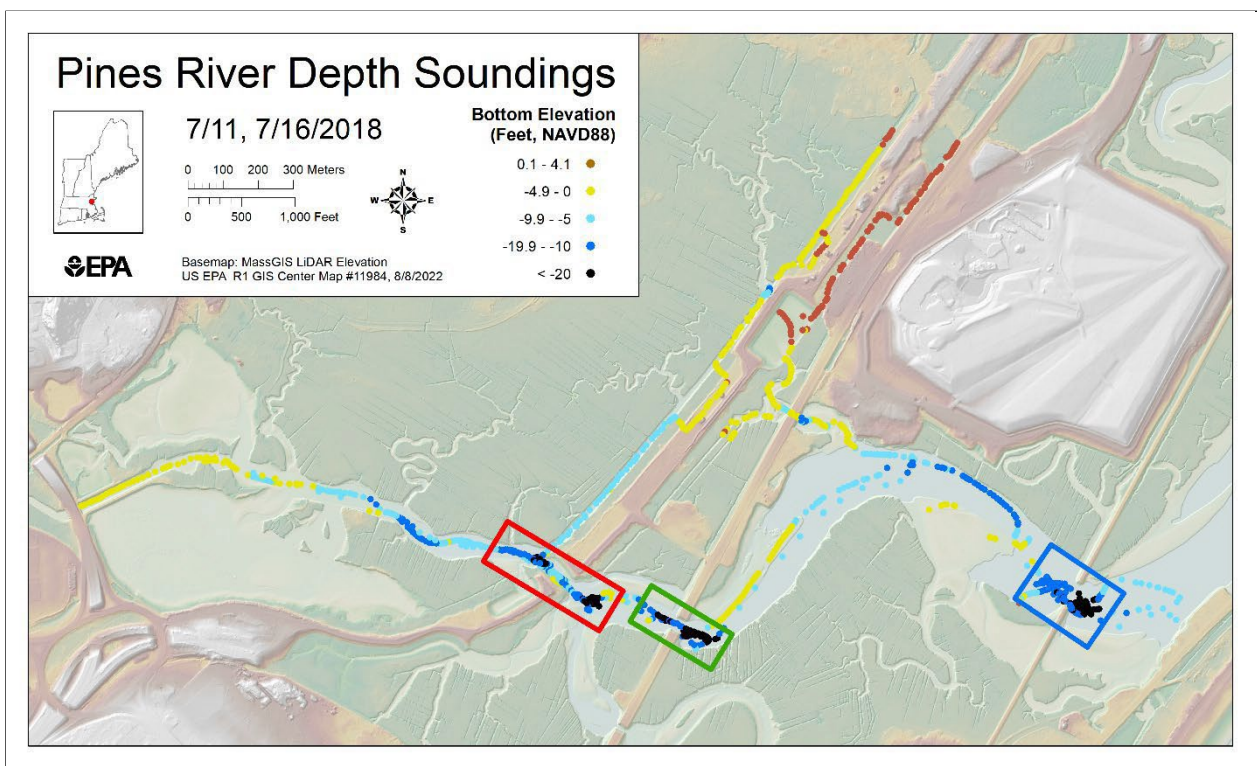 Pines River Depth Soundings
7/11, 7/16/2018
0 100 200 300 Meters
0 500 1,000 Feet
N
W E
S
EPA
Basemap: MassGIS LiDAR Elevation
US EPA R1 GIS Center Map #11984, 8/8/2022
Bottom Elevation
(Feet, NAVD88)
0.1 - 4.1
-4.9 - 0
-9.9 - -5
-19.9 - -10
< -20